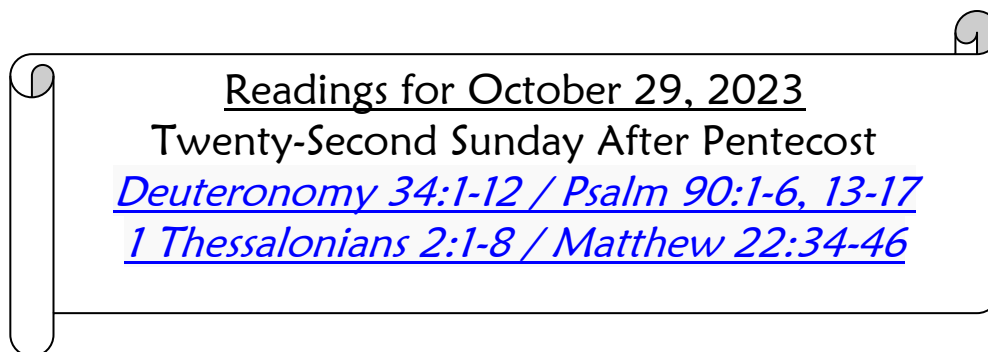 Readings for October 29, 2023
Twenty-Second Sunday After Pentecost
Deuteronomy 34:1-12 / Psalm 90:1-6, 13-17
1 Thessalonians 2:1-8 / Matthew 22:34-46